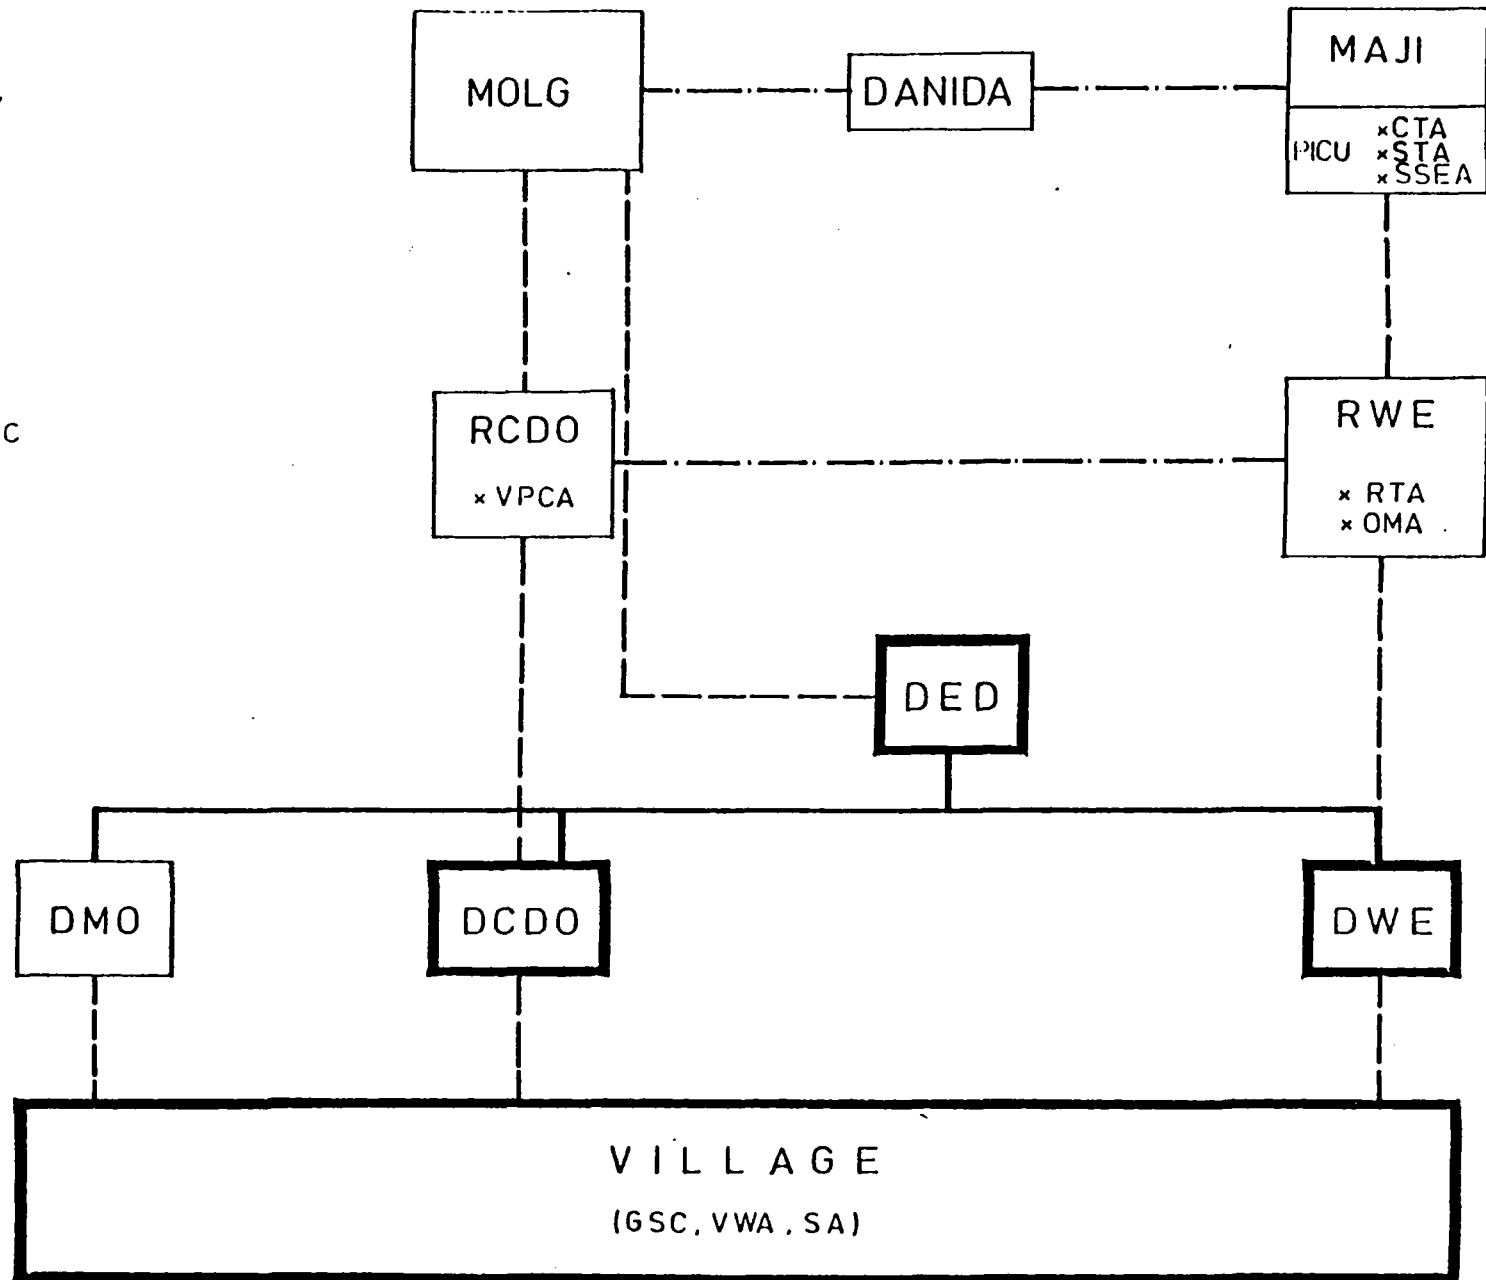 MOLG
DANIDA
MAJI
PICU
×CTA
×STA
×SSEA
C
RCDO
× VPCA
RWE
× RTA
× OMA
DED
DMO
DCDO
DWE
VILLAGE
(GSC, VWA, SA)